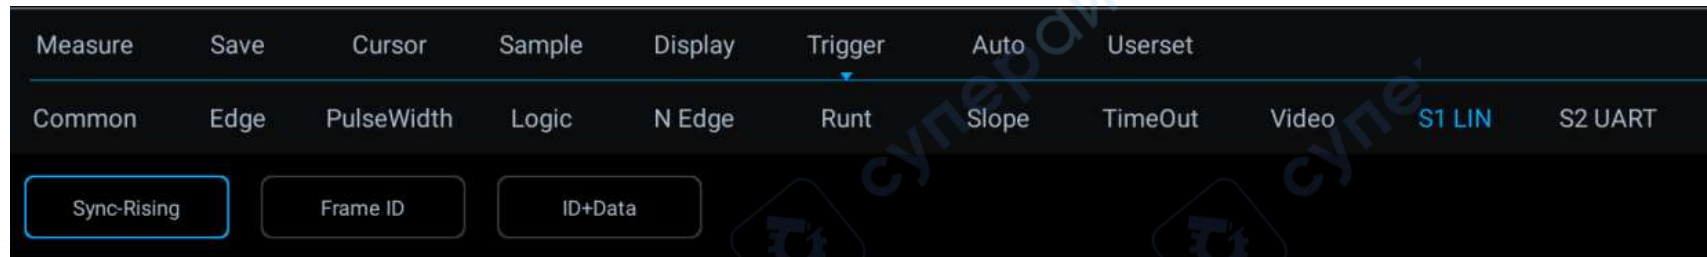 Measure Save Cursor Sample Display Trigger Auto Userset
Common Edge PulseWidth Logic N Edge Runt Slope TimeOut Video S1 LIN S2 UART
Sync-Rising Frame ID ID+Data